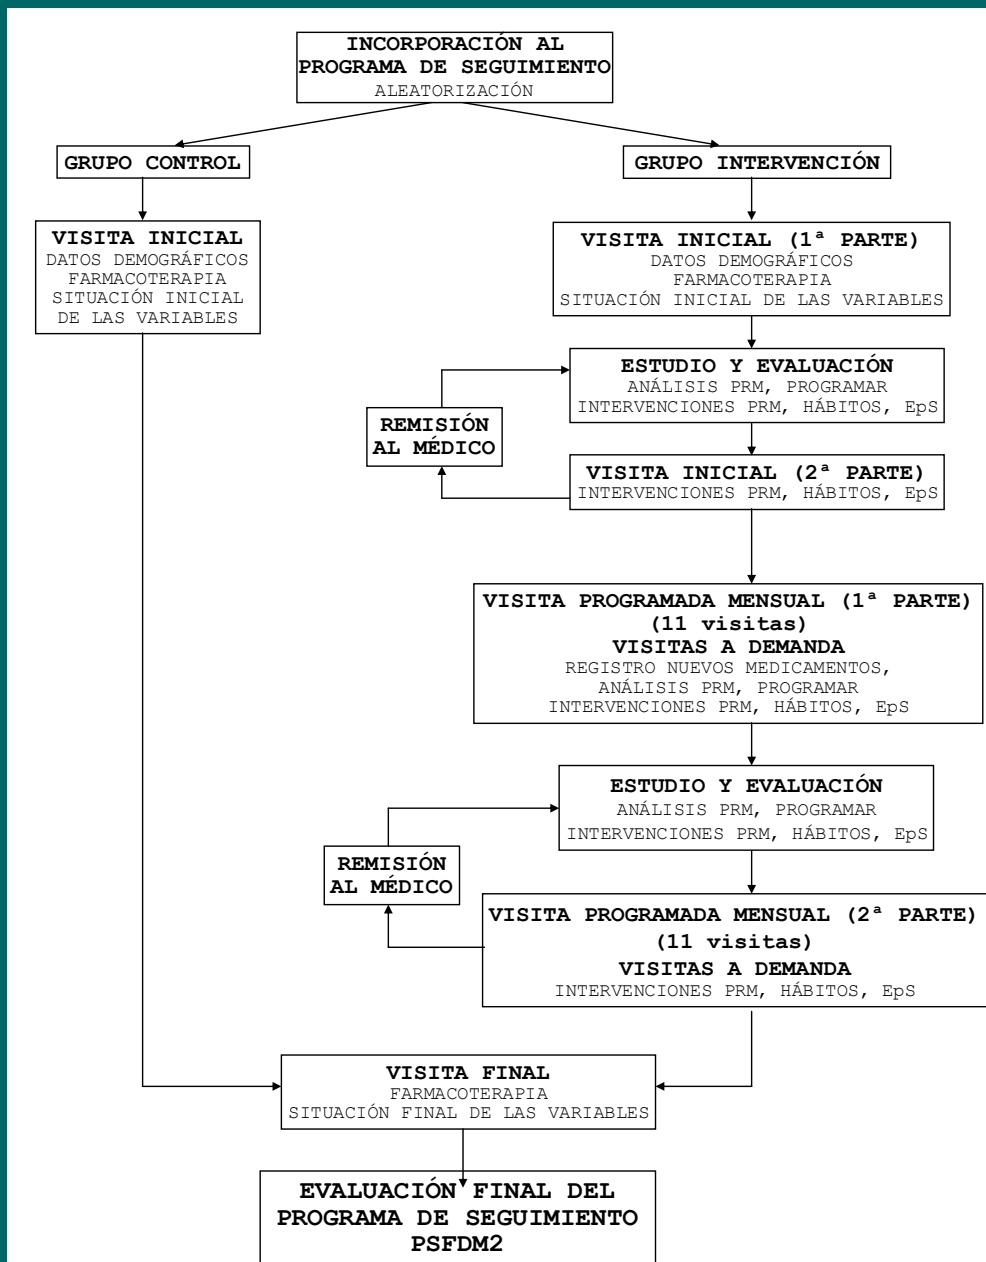 INCORPORACIÓN AL
PROGRAMA DE SEGUIMIENTO
ALEATORIZACIÓN
GRUPO CONTROL
GRUPO INTERVENCIÓN
VISITA INICIAL
DATOS DEMOGRÁFICOS
FARMACOTERAPIA
SITUACIÓN INICIAL
DE LAS VARIABLES
VISITA INICIAL (1ª PARTE)
DATOS DEMOGRÁFICOS
FARMACOTERAPIA
SITUACIÓN INICIAL DE LAS VARIABLES
ESTUDIO Y EVALUACIÓN
ANÁLISIS PRM, PROGRAMAR
INTERVENCIONES PRM, HÁBITOS, EpS
REMISIÓN
AL MÉDICO
VISITA INICIAL (2ª PARTE)
INTERVENCIONES PRM, HÁBITOS, EpS
VISITA PROGRAMADA MENSUAL (1ª PARTE)
(11 visitas)
VISITAS A DEMANDA
REGISTRO NUEVOS MEDICAMENTOS,
ANÁLISIS PRM, PROGRAMAR
INTERVENCIONES PRM, HÁBITOS, EpS
ESTUDIO Y EVALUACIÓN
ANÁLISIS PRM, PROGRAMAR
INTERVENCIONES PRM, HÁBITOS, EpS
REMISIÓN
AL MÉDICO
VISITA PROGRAMADA MENSUAL (2ª PARTE)
(11 visitas)
VISITAS A DEMANDA
INTERVENCIONES PRM, HÁBITOS, EpS
VISITA FINAL
FARMACOTERAPIA
SITUACIÓN FINAL DE LAS VARIABLES
EVALUACIÓN FINAL DEL
PROGRAMA DE SEGUIMIENTO
PSFDM2